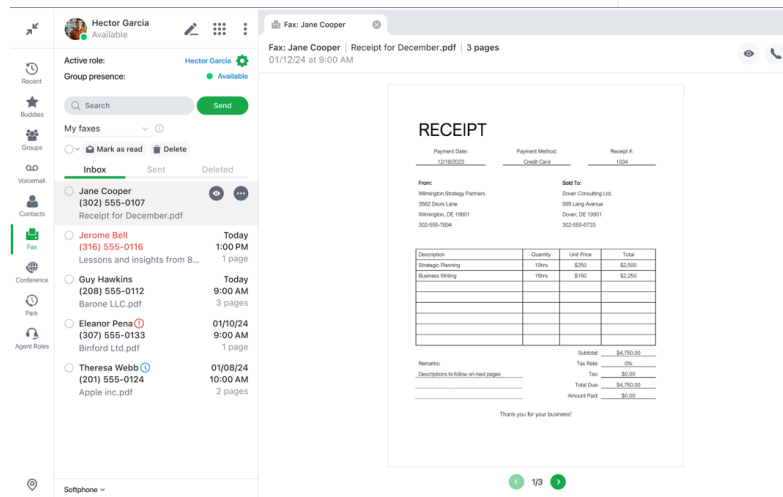 Hector Garcia
Available
Active role:
Hector Garcia
Group presence:
Available
Search
Send
My faxes
Mark as read
Delete
Inbox
Sent
Deleted
Jane Cooper
(302) 555-0107
Receipt for December.pdf
Jerome Bell
Today
(316) 555-0116
1:00 PM
Lessons and insights from 8...
1 page
Guy Hawkins
Today
(208) 555-0112
9:00 AM
Barone LLC.pdf
3 pages
Eleanor Pena
01/10/24
(307) 555-0133
9:00 AM
Binford Ltd.pdf
1 page
Theresa Webb
01/08/24
(201) 555-0124
10:00 AM
Apple inc.pdf
2 pages
Softphone
Recent
Buddies
Groups
Voicemail
Contacts
Fax
Conference
Park
Agent Roles
Fax: Jane Cooper
Fax: Jane Cooper | Receipt for December.pdf | 3 pages
01/12/24 at 9:00 AM
RECEIPT
Payment Date: Payment Method: Receipt #:
12/18/2023 Credit Card 1034
From: Sold To:
Wilmington Strategy Partners Dover Consulting Ltd.
3562 Davis Lane 995 Lang Avenue
Wilmington, DE 19801 Dover, DE 19901
302-555-7894 302-555-6733
Description Quantity Unit Price Total
Strategic Planning 10hrs $250 $2,500
Business Writing 15hrs $150 $2,250
Subtotal: $4,750.00
Remarks: Tax Rate: 0%
Descriptions to follow on next pages Tax: $0.00
Total Due: $4,750.00
Amount Paid: $0.00
Thank you for your business!
1/3